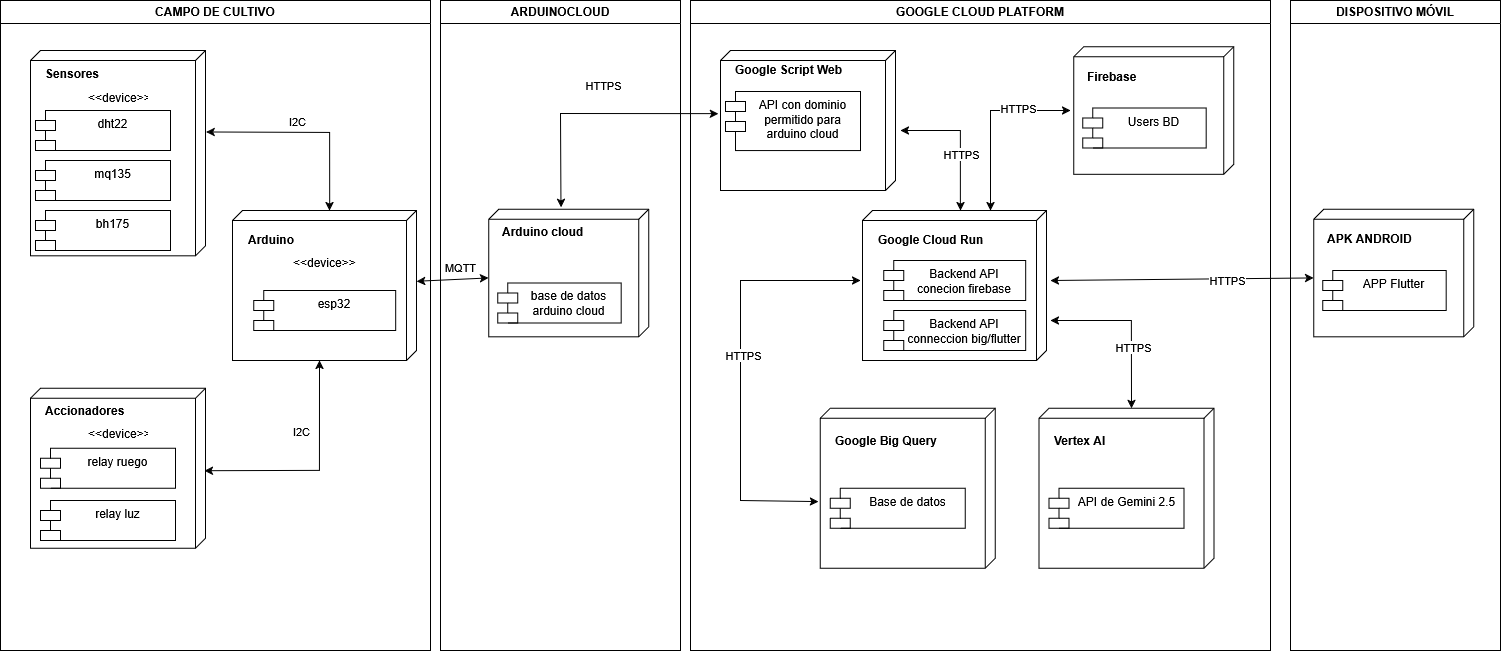 CAMPO DE CULTIVO
Sensores
<<device>>
dht22
mq135
bh175
I2C
Arduino
<<device>>
esp32
I2C
Accionadores
<<device>>
relay ruego
relay luz
ARDUINOCLOUD
HTTPS
Arduino cloud
base de datos
arduino cloud
MQTT
GOOGLE CLOUD PLATFORM
Google Script Web
API con dominio
permitido para
arduino cloud
HTTPS
HTTPS
Firebase
Users BD
Google Cloud Run
Backend API
conecion firebase
Backend API
conneccion big/flutter
HTTPS
HTTPS
HTTPS
Google Big Query
Base de datos
Vertex AI
API de Gemini 2.5
DISPOSITIVO MÓVIL
APK ANDROID
APP Flutter